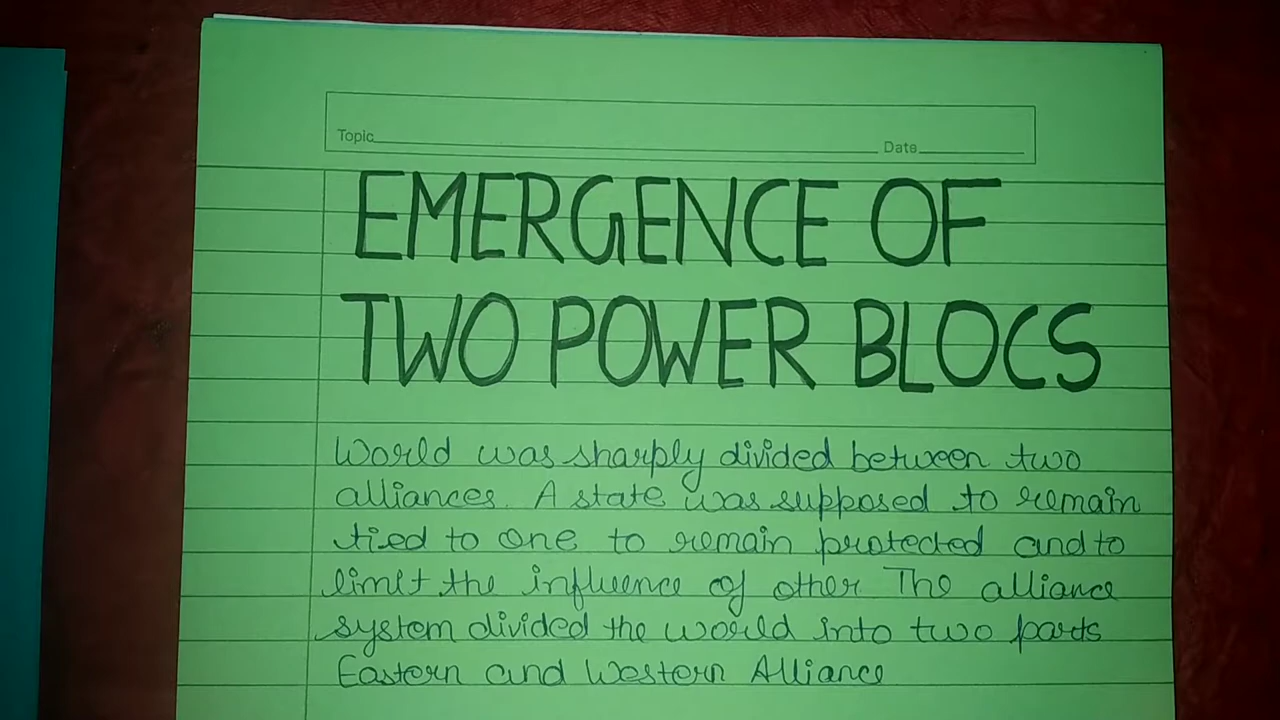 Topic Date
EMERGENCE OF
TWO POWER BLOCS
World was sharply divided between two
alliances. A state was supposed to remain
tied to one to remain protected and to
limit the influence of other. The alliance
system divided the world into two parts
Eastern and Western Alliance